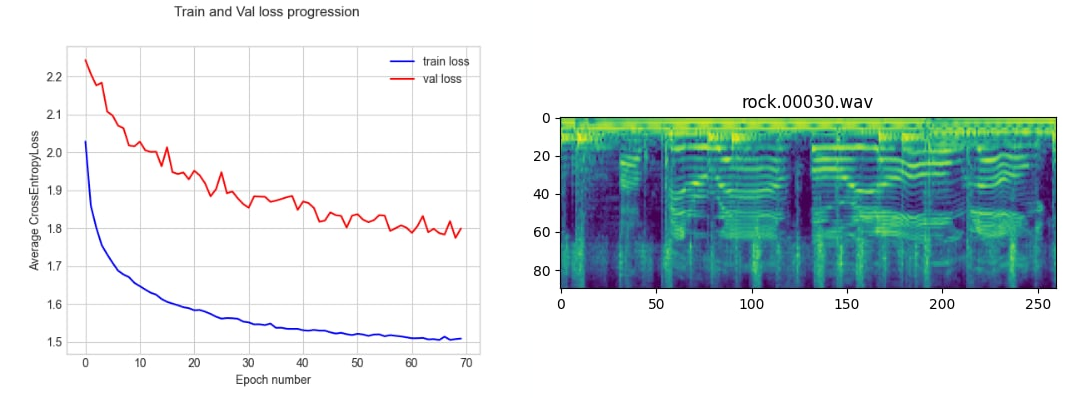 Train and Val loss progression
train loss
val loss
2.2
2.1
2.0
1.9
1.8
1.7
1.6
1.5
Average CrossEntropyLoss
0 10 20 30 40 50 60 70
Epoch number
rock.00030.wav
0
20
40
60
80
0 50 100 150 200 250